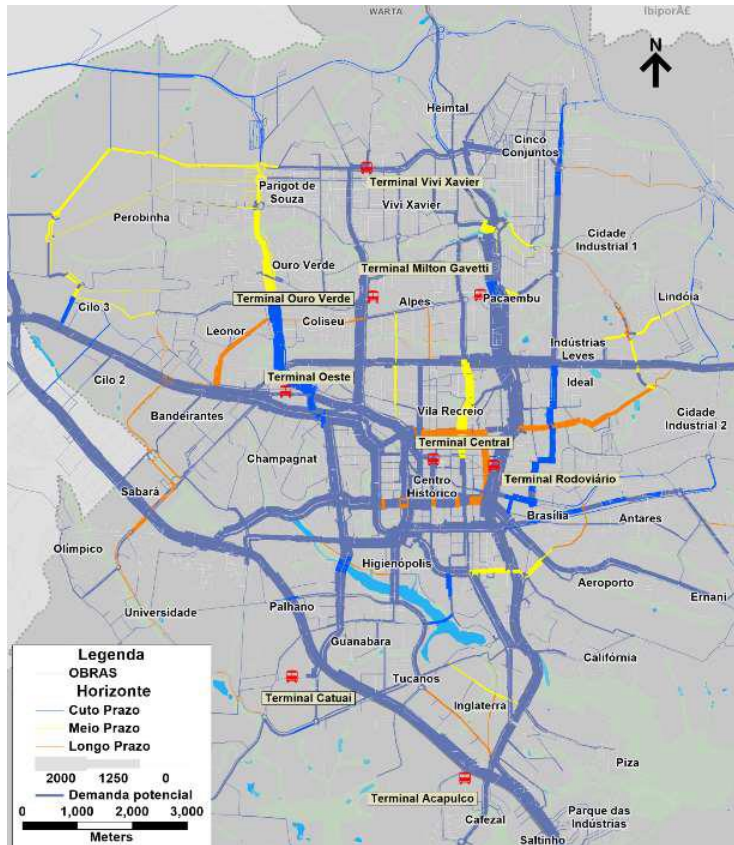 WARTA
IbiporÃ£
N
Heimtal
Cinco
Conjuntos
Terminal Vivi Xavier
Parigot de
Souza
Vivi Xavier
Perobinha
Cidade
Industrial 1
Ouro Verde
Terminal Milton Gavetti
Terminal Ouro Verde
Alpes
Pacaembu
Lindóia
Cilo 3
Leonor
Coliseu
Indústrias
Leves
Terminal Oeste
Ideal
Cilo 2
Bandeirantes
Vila Recreio
Cidade
Industrial 2
Terminal Central
Champagnat
Terminal Rodoviário
Centro
Histórico
Sabará
Brasília
Antares
Olímpico
Higienópolis
Aeroporto
Ernani
Universidade
Palhano
Guanabara
Califórnia
Tucanos
Terminal Catuai
Inglaterra
Piza
Terminal Acapulco
Cafezal
Parque das
Indústrias
Saltinho
Legenda
OBRAS
Horizonte
Cuto Prazo
Meio Prazo
Longo Prazo
2000 1250 0
Demanda potencial
0 1,000 2,000 3,000
Meters